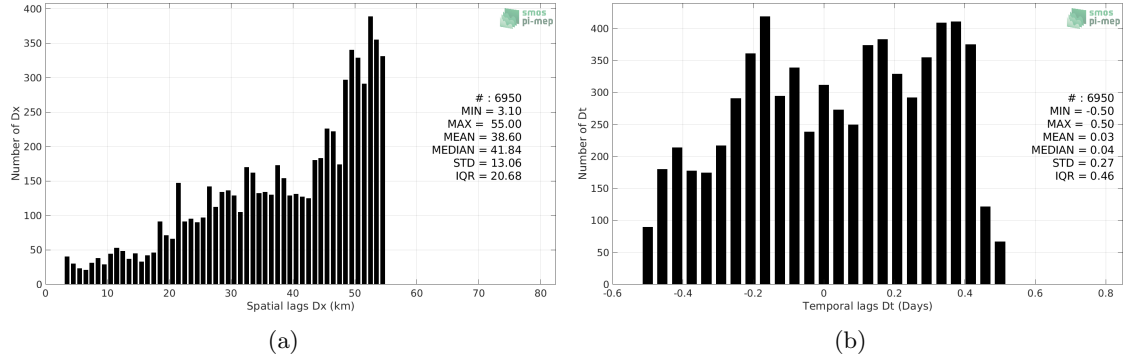 400
350
300
250
200
150
100
50
0
Number of Dx
0 10 20 30 40 50 60 70 80
Spatial lags Dx (km)
smos
pi-mep
# : 6950
MIN = 3.10
MAX = 55.00
MEAN = 38.60
MEDIAN = 41.84
STD = 13.06
IQR = 20.68
(a)
400
350
300
250
200
150
100
50
0
Number of Dt
-0.6 -0.4 -0.2 0 0.2 0.4 0.6 0.8
Temporal lags Dt (Days)
smos
pi-mep
# : 6950
MIN = -0.50
MAX = 0.50
MEAN = 0.03
MEDIAN = 0.04
STD = 0.27
IQR = 0.46
(b)